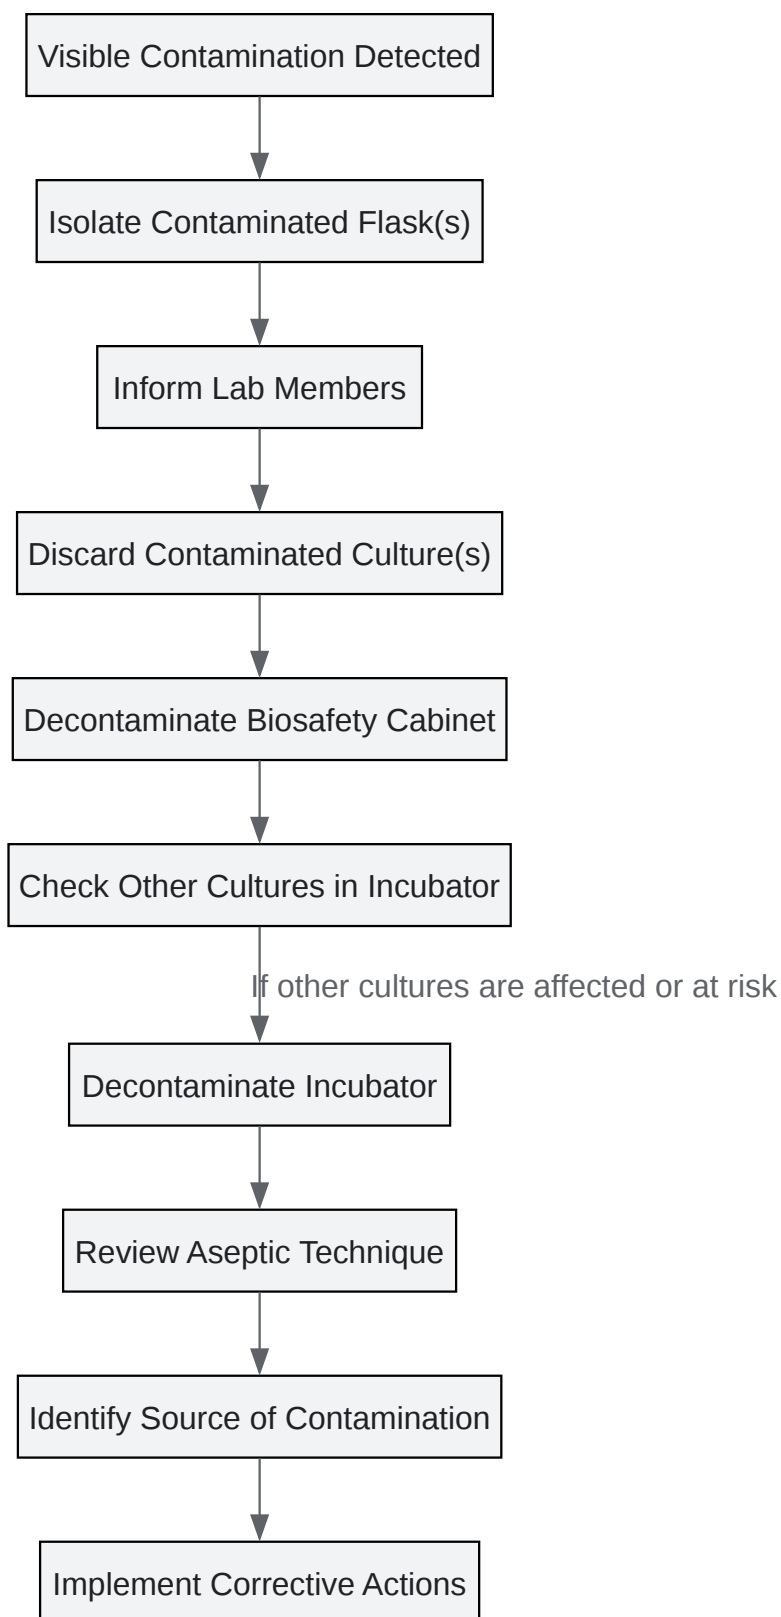 Visible Contamination Detected
Isolate Contaminated Flask(s)
Inform Lab Members
Discard Contaminated Culture(s)
Decontaminate Biosafety Cabinet
Check Other Cultures in Incubator
If other cultures are affected or at risk
Decontaminate Incubator
Review Aseptic Technique
Identify Source of Contamination
Implement Corrective Actions